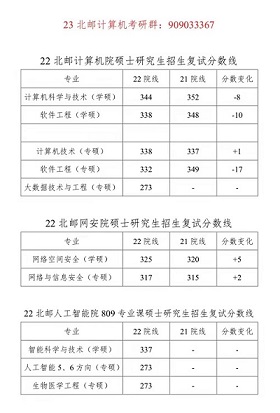 23 北邮计算机考研群：909033367
22 北邮计算机院硕士研究生招生复试分数线
专业 22 院线 21 院线 分数变化
计算机科学与技术（学硕） 344 352 -8
软件工程（学硕） 338 348 -10
计算机技术（专硕） 338 337 +1
软件工程（专硕） 332 349 -17
大数据技术与工程（专硕） 273 - -
22 北邮网安院硕士研究生招生复试分数线
专业 22 院线 21 院线 分数变化
网络空间安全（学硕） 325 320 +5
网络与信息安全（专硕） 317 315 +2
22 北邮人工智能院 809 专业课硕士研究生招生复试分数线
专业 22 院线 21 院线 分数变化
智能科学与技术（学硕） 337 - -
人工智能 5、6 方向（专硕） 273 - -
生物医学工程（专硕） 273 - -